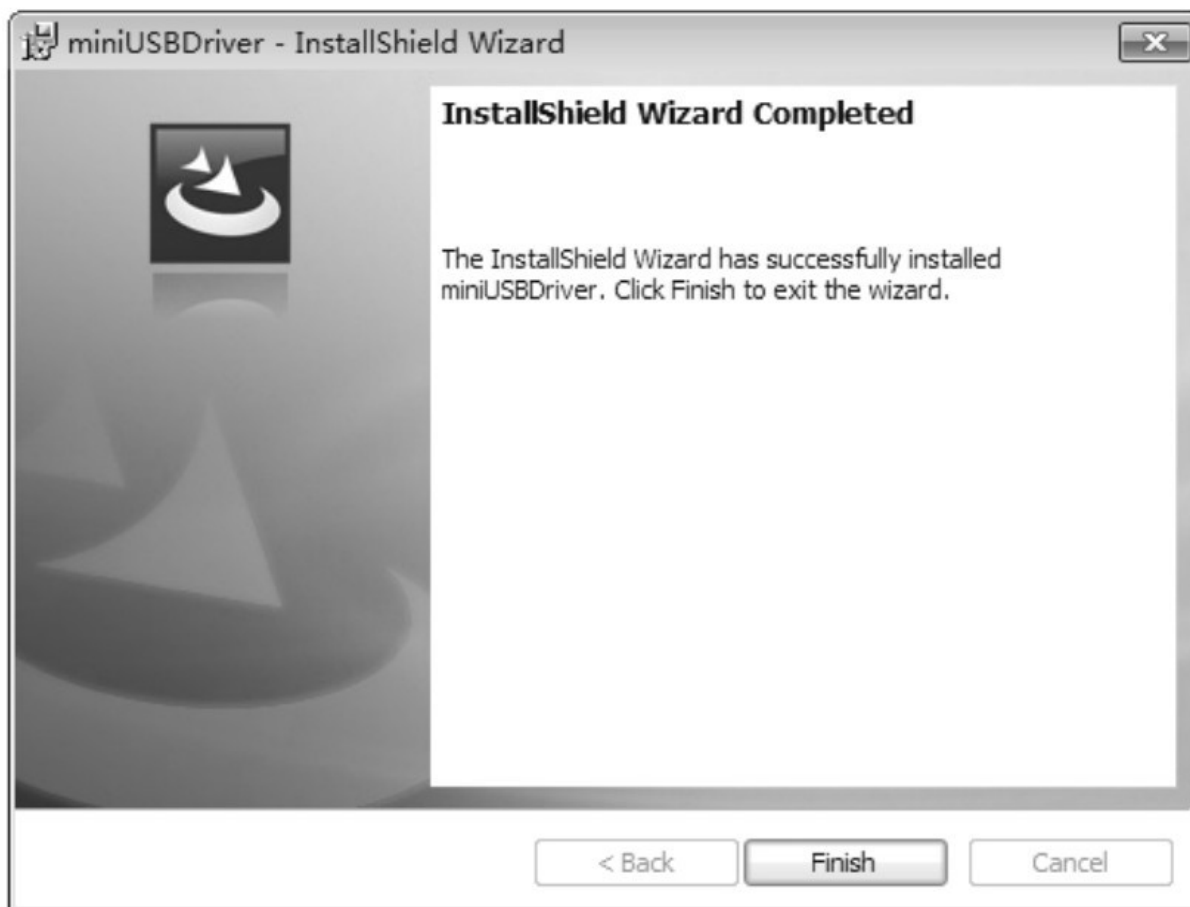 miniUSBDriver - InstallShield Wizard
InstallShield Wizard Completed
The InstallShield Wizard has successfully installed
miniUSBDriver. Click Finish to exit the wizard.
< Back
Finish
Cancel